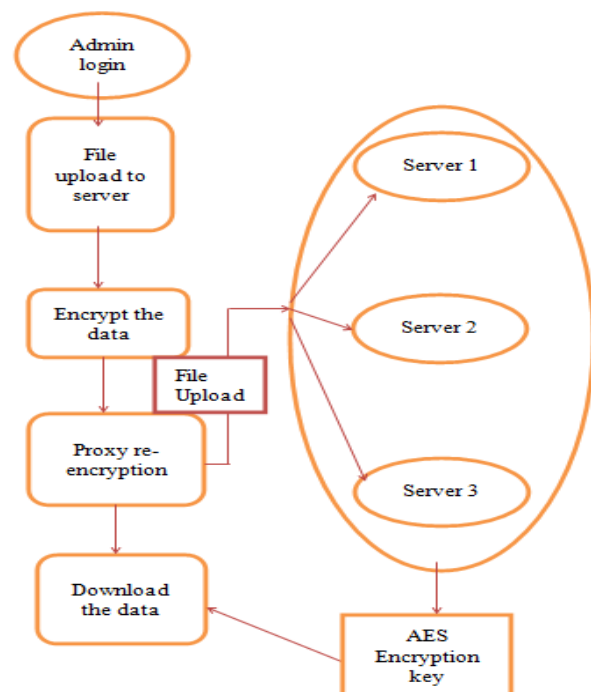 Admin
login
File
upload to
server
Encrypt the
data
File
Upload
Proxy re-
encryption
Download
the data
Server 1
Server 2
Server 3
AES
Encryption
key